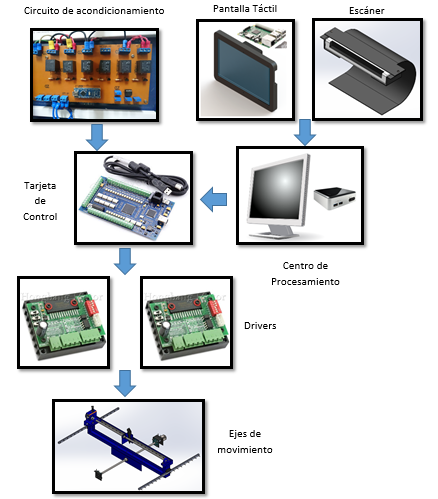 Circuito de acondicionamiento
Pantalla Táctil
Escáner
Tarjeta
de
Control
Centro de
Procesamiento
Drivers
Ejes de
movimiento